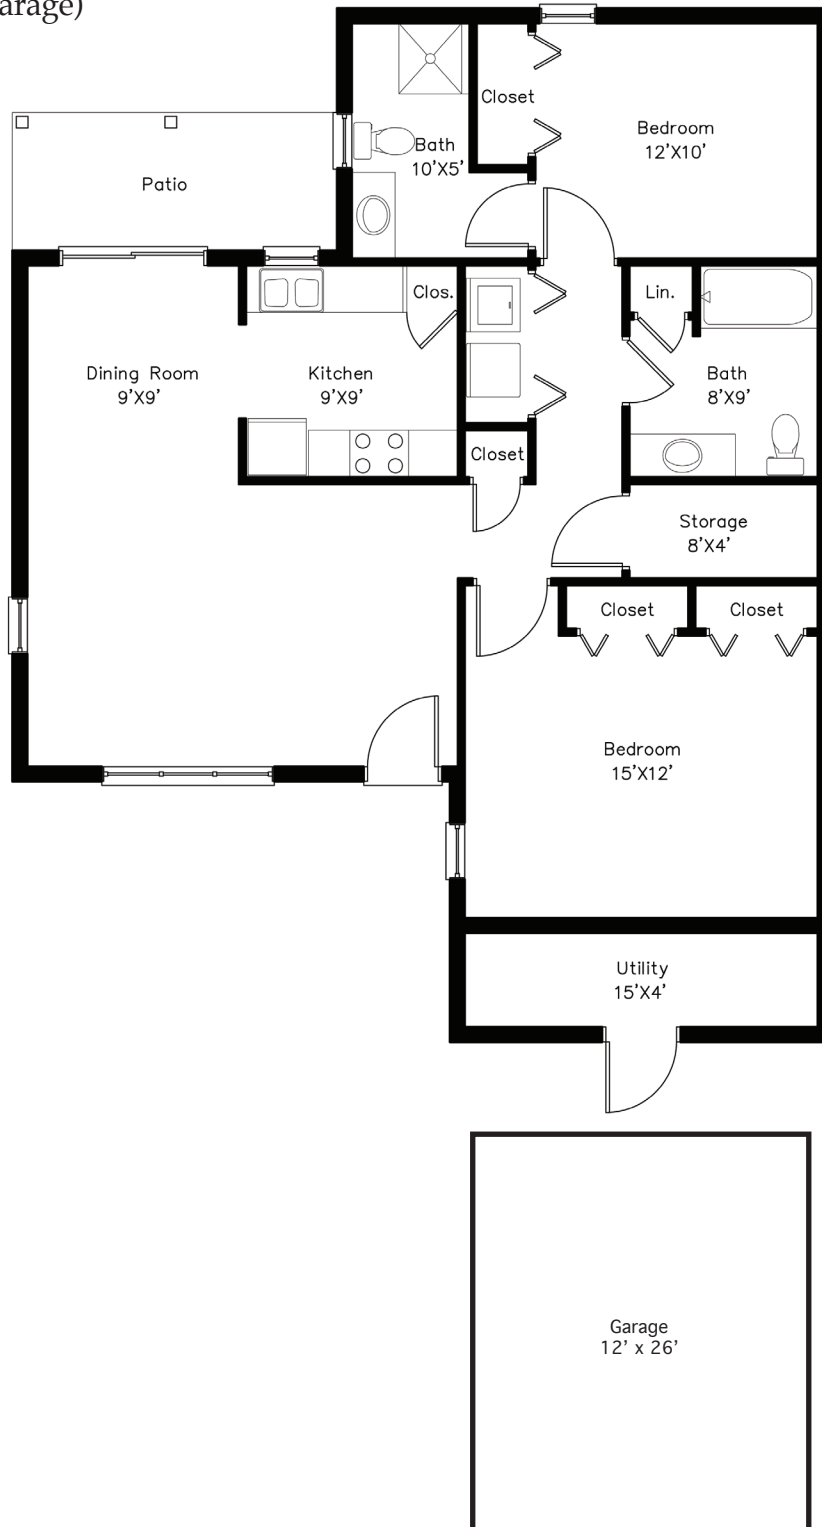 arage)
Closet
Bedroom
12'X10'
Bath
10'X5'
Patio
Clos.
Lin.
Dining Room
9'X9'
Kitchen
9'X9'
Bath
8'X9'
Closet
Storage
8'X4'
Closet
Closet
Bedroom
15'X12'
Utility
15'X4'
Garage
12' x 26'